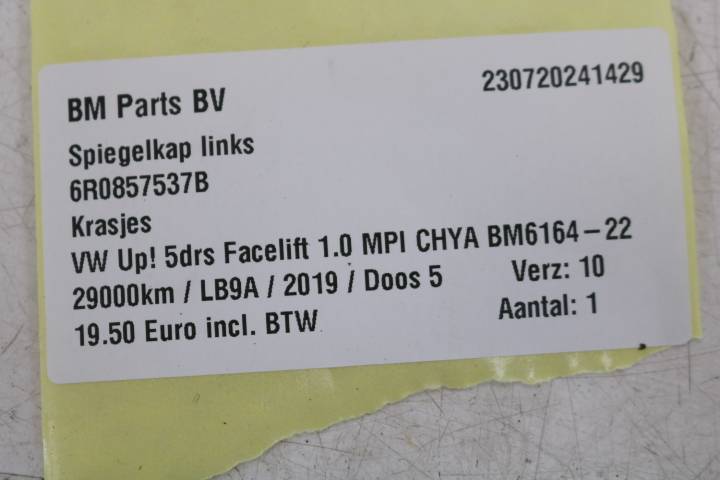 BM Parts BV 230720241429
Spiegelkap links
6R0857537B
Krasjes
VW Up! 5drs Facelift 1.0 MPI CHYA BM6164-22
29000km / LB9A / 2019 / Doos 5 Verz: 10
19.50 Euro incl. BTW Aantal: 1